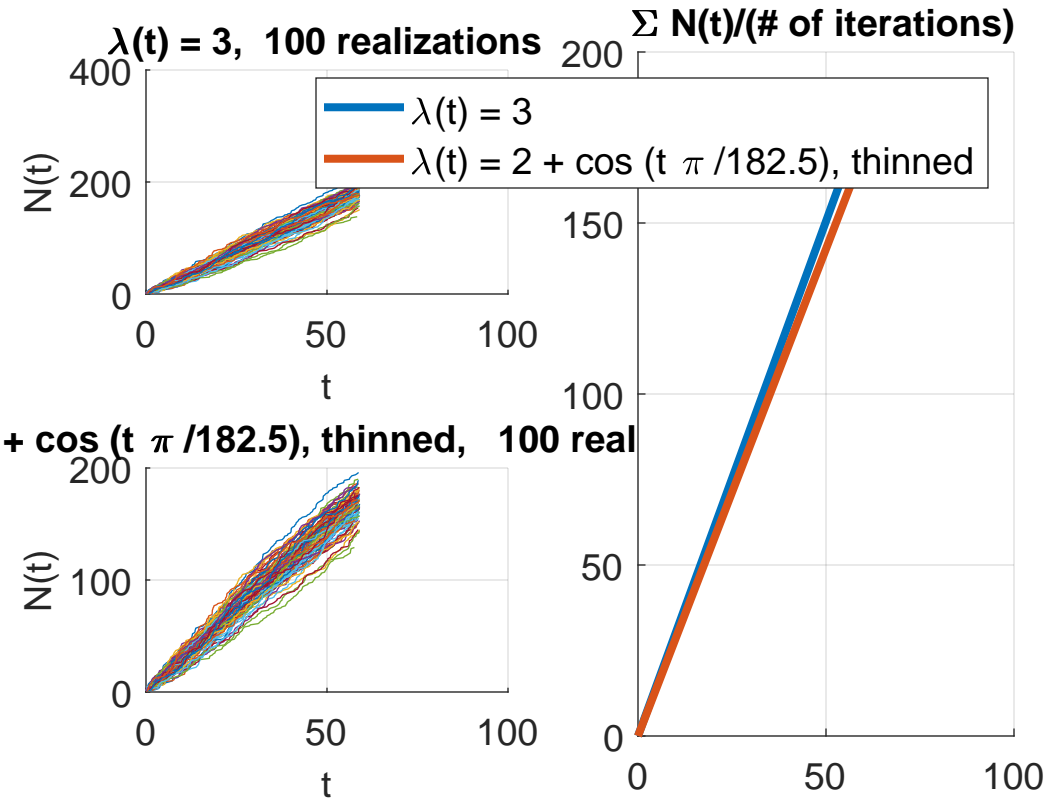 λ(t) = 3,  100 realizations
400
200
0
N(t)
0
50
100
t
+ cos (t π /182.5), thinned,   100 real
200
100
0
N(t)
0
50
100
t
Σ N(t)/(# of iterations)
200
150
100
50
0
0
50
100
λ(t) = 3
λ(t) = 2 + cos (t π /182.5), thinned